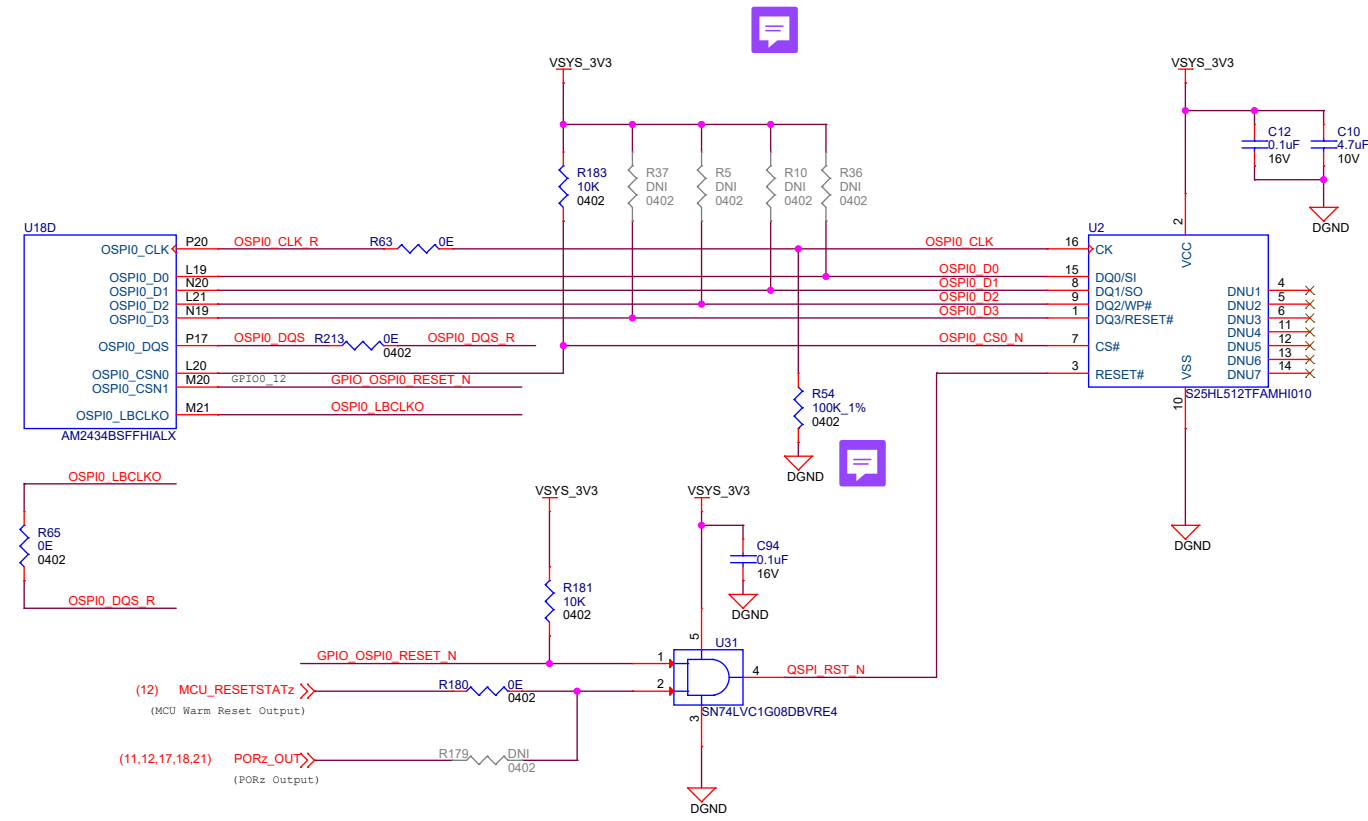 VSYS_3V3
VSYS_3V3
R183
10K
0402
R37
DNI
0402
R5
DNI
0402
R10
DNI
0402
R36
DNI
0402
C12
0.1uF
16V
C10
4.7uF
10V
DGND
U18D
OSPI0_CLK P20 OSPI0_CLK_R R63 0E OSPI0_CLK 16 CK
OSPI0_D0 L19 OSPI0_D0 15 DQ0/SI
OSPI0_D1 N20 OSPI0_D1 8 DQ1/SO
OSPI0_D2 L21 OSPI0_D2 9 DQ2/WP#
OSPI0_D3 N19 OSPI0_D3 1 DQ3/RESET#
OSPI0_DQS P17 OSPI0_DQS R213 0E 0402 OSPI0_DQS_R OSPI0_CS0_N 7 CS#
OSPI0_CSN0 L20 3 RESET#
OSPI0_CSN1 M20 GPIO0_12 GPIO_OSPI0_RESET_N
OSPI0_LBCLKO M21 OSPI0_LBCLKO
AM2434BSFFHIALX
U2
2
VCC
DNU1 4
DNU2 5
DNU3 6
DNU4 11
DNU5 12
DNU6 13
DNU7 14
VSS
10
S25HL512TFAMHI010
DGND
R54
100K_1%
0402
DGND
OSPI0_LBCLKO
R65
0E
0402
OSPI0_DQS_R
VSYS_3V3
R181
10K
0402
VSYS_3V3
C94
0.1uF
16V
DGND
5
U31
GPIO_OSPI0_RESET_N 1
4 QSPI_RST_N
(12) MCU_RESETSTATz R180 0E 0402 2
(MCU Warm Reset Output)
3
SN74LVC1G08DBVRE4
(11,12,17,18,21) PORz_OUT R179 DNI 0402
(PORz Output)
DGND